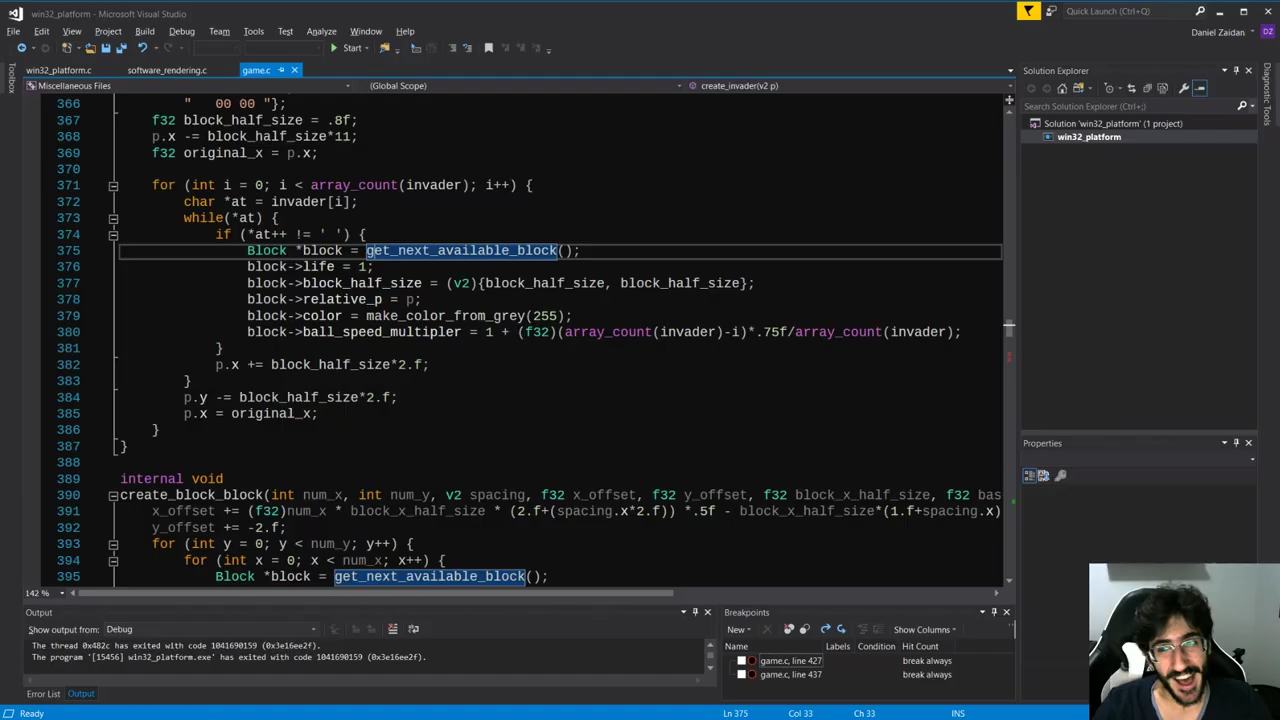 win32_platform - Microsoft Visual Studio
Quick Launch (Ctrl+Q)
File Edit View Project Build Debug Team Tools Test Analyze Window Help
Daniel Zaidan DZ
Start
Toolbox
win32_platform.c software_rendering.c game.c
Miscellaneous Files (Global Scope) create_invader(v2 p)
366 "   00 00 "};
367 f32 block_half_size = .8f;
368 p.x -= block_half_size*11;
369 f32 original_x = p.x;
370
371 for (int i = 0; i < array_count(invader); i++) {
372 char *at = invader[i];
373 while(*at) {
374 if (*at++ != ' ') {
375 Block *block = get_next_available_block();
376 block->life = 1;
377 block->block_half_size = (v2){block_half_size, block_half_size};
378 block->relative_p = p;
379 block->color = make_color_from_grey(255);
380 block->ball_speed_multipler = 1 + (f32)(array_count(invader)-i)*.75f/array_count(invader);
381 }
382 p.x += block_half_size*2.f;
383 }
384 p.y -= block_half_size*2.f;
385 p.x = original_x;
386 }
387 }
388
389 internal void
390 create_block_block(int num_x, int num_y, v2 spacing, f32 x_offset, f32 y_offset, f32 block_x_half_size, f32 bas
391 x_offset += (f32)num_x * block_x_half_size * (2.f+(spacing.x*2.f)) *.5f - block_x_half_size*(1.f+spacing.x)
392 y_offset += -2.f;
393 for (int y = 0; y < num_y; y++) {
394 for (int x = 0; x < num_x; x++) {
395 Block *block = get_next_available_block();
142 %
Solution Explorer
Search Solution Explorer (Ctrl+;)
Solution 'win32_platform' (1 project)
win32_platform
Properties
Diagnostic Tools
Output
Show output from: Debug
The thread 0x482c has exited with code 1041690159 (0x3e16ee2f).
The program '[15456] win32_platform.exe' has exited with code 1041690159 (0x3e16ee2f).
Error List Output
Breakpoints
New Show Columns
Name Labels Condition Hit Count
game.c, line 427 break always
game.c, line 437 break always
Ready Ln 375 Col 33 Ch 33 INS